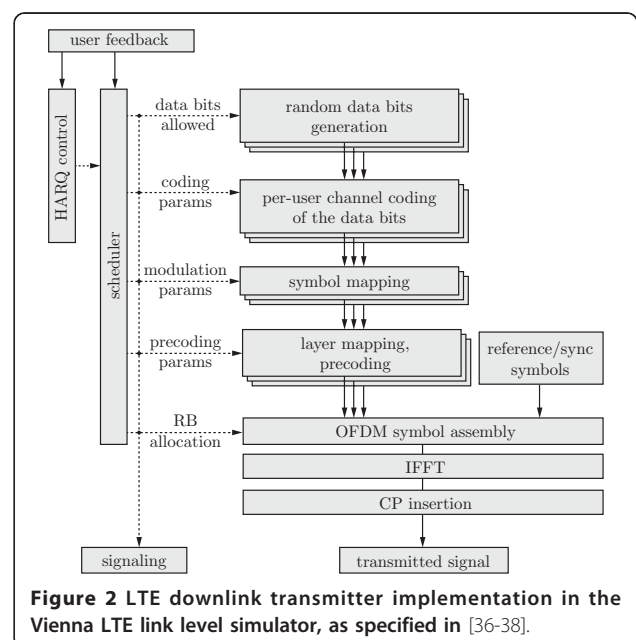 user feedback
HARQ control
scheduler
data bits
allowed
random data bits
generation
coding
params
per-user channel coding
of the data bits
modulation
params
symbol mapping
precoding
params
layer mapping,
precoding
reference/sync
symbols
RB
allocation
OFDM symbol assembly
IFFT
CP insertion
signaling
transmitted signal
Figure 2 LTE downlink transmitter implementation in the
Vienna LTE link level simulator, as specified in [36-38].